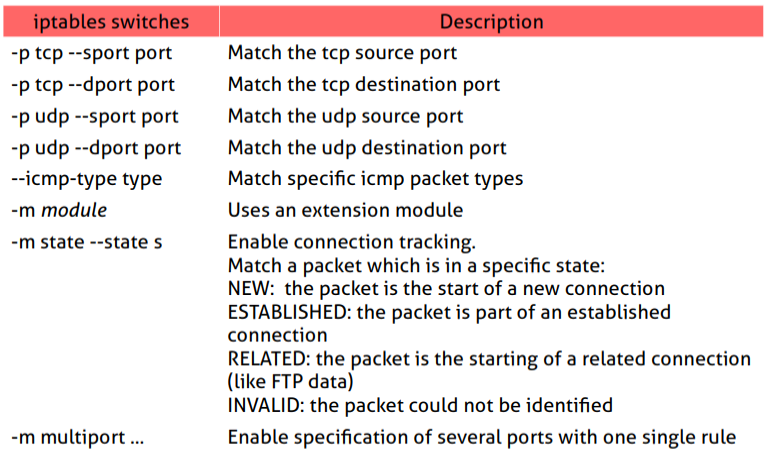 iptables switches Description
-p tcp --sport port Match the tcp source port
-p tcp --dport port Match the tcp destination port
-p udp --sport port Match the udp source port
-p udp --dport port Match the udp destination port
--icmp-type type Match specific icmp packet types
-m module Uses an extension module
-m state --state s Enable connection tracking.
Match a packet which is in a specific state:
NEW:  the packet is the start of a new connection
ESTABLISHED: the packet is part of an established
connection
RELATED: the packet is the starting of a related connection
(like FTP data)
INVALID: the packet could not be identified
-m multiport ... Enable specification of several ports with one single rule